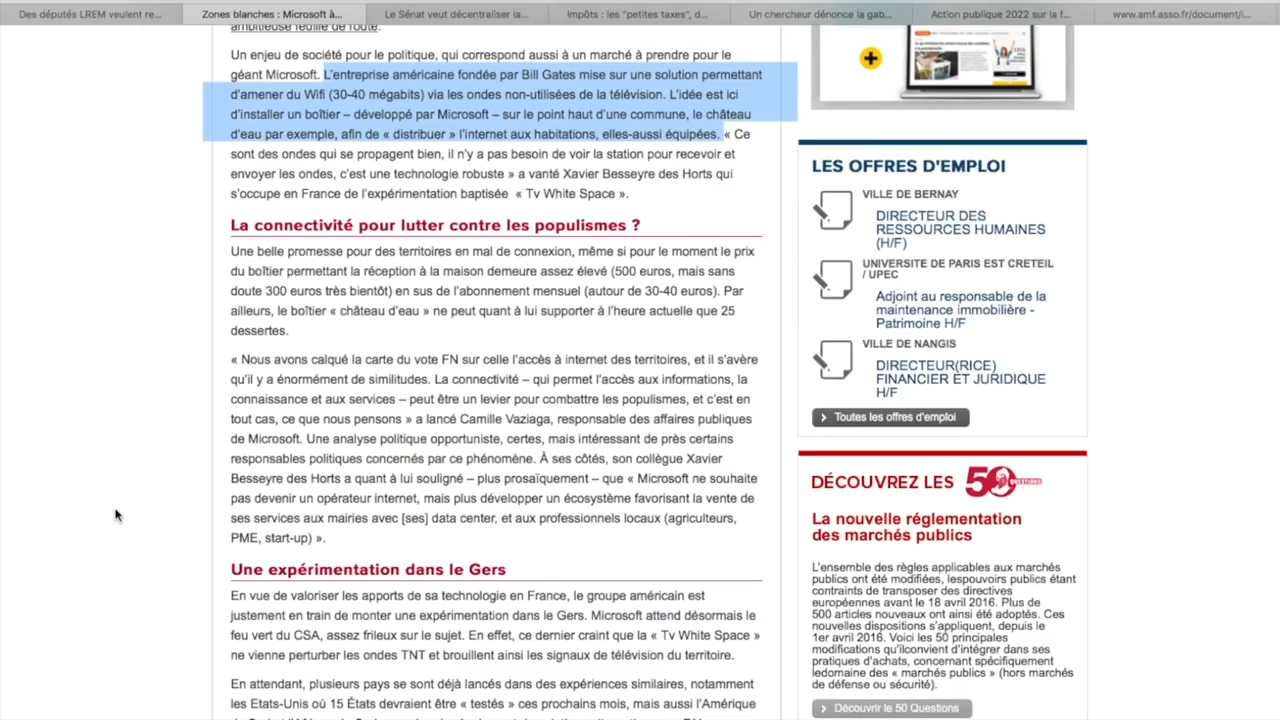 Des députés LREM veulent re...
Zones blanches : Microsoft à...
Le Sénat veut décentraliser la...
Impôts : les "petites taxes", d...
Un chercheur dénonce la gab...
Action publique 2022 sur la f...
www.amf.asso.fr/document/i...
ambitieuse feuille de route.
Un enjeu de société pour le politique, qui correspond aussi à un marché à prendre pour le
géant Microsoft. L'entreprise américaine fondée par Bill Gates mise sur une solution permettant
d'amener du Wifi (30-40 mégabits) via les ondes non-utilisées de la télévision. L'idée est ici
d'installer un boîtier – développé par Microsoft – sur le point haut d'une commune, le château
d'eau par exemple, afin de « distribuer » l'internet aux habitations, elles-aussi équipées. « Ce
sont des ondes qui se propagent bien, il n'y a pas besoin de voir la station pour recevoir et
envoyer les ondes, c'est une technologie robuste » a vanté Xavier Besseyre des Horts qui
s'occupe en France de l'expérimentation baptisée « Tv White Space ».
La connectivité pour lutter contre les populismes ?
Une belle promesse pour des territoires en mal de connexion, même si pour le moment le prix
du boîtier permettant la réception à la maison demeure assez élevé (500 euros, mais sans
doute 300 euros très bientôt) en sus de l'abonnement mensuel (autour de 30-40 euros). Par
ailleurs, le boîtier « château d'eau » ne peut quant à lui supporter à l'heure actuelle que 25
dessertes.
« Nous avons calqué la carte du vote FN sur celle l'accès à internet des territoires, et il s'avère
qu'il y a énormément de similitudes. La connectivité – qui permet l'accès aux informations, la
connaissance et aux services – peut être un levier pour combattre les populismes, et c'est en
tout cas, ce que nous pensons » a lancé Camille Vaziaga, responsable des affaires publiques
de Microsoft. Une analyse politique opportuniste, certes, mais intéressant de près certains
responsables politiques concernés par ce phénomène. À ses côtés, son collègue Xavier
Besseyre des Horts a quant à lui souligné – plus prosaïquement – que « Microsoft ne souhaite
pas devenir un opérateur internet, mais plus développer un écosystème favorisant la vente de
ses services aux mairies avec [ses] data center, et aux professionnels locaux (agriculteurs,
PME, start-up) ».
Une expérimentation dans le Gers
En vue de valoriser les apports de sa technologie en France, le groupe américain est
justement en train de monter une expérimentation dans le Gers. Microsoft attend désormais le
feu vert du CSA, assez frileux sur le sujet. En effet, ce dernier craint que la « Tv White Space »
ne vienne perturber les ondes TNT et brouillent ainsi les signaux de télévision du territoire.
En attendant, plusieurs pays se sont déjà lancés dans des expériences similaires, notamment
les Etats-Unis où 15 États devraient être « testés » ces prochains mois, mais aussi l'Amérique
LES OFFRES D'EMPLOI
VILLE DE BERNAY
DIRECTEUR DES
RESSOURCES HUMAINES
(H/F)
UNIVERSITE DE PARIS EST CRETEIL
/ UPEC
Adjoint au responsable de la
maintenance immobilière -
Patrimoine H/F
VILLE DE NANGIS
DIRECTEUR(RICE)
FINANCIER ET JURIDIQUE
H/F
Toutes les offres d'emploi
DÉCOUVREZ LES 50 QUESTIONS
La nouvelle réglementation
des marchés publics
L'ensemble des règles applicables aux marchés
publics ont été modifiées, lespouvoirs publics étant
contraints de transposer des directives
européennes avant le 18 avril 2016. Plus de
500 articles nouveaux ont ainsi été adoptés. Ces
nouvelles dispositions s'appliquent, depuis le
1er avril 2016. Voici les 50 principales
modifications qu'ilconvient d'intégrer dans ses
pratiques d'achats, concernant spécifiquement
ledomaine des « marchés publics » (hors marchés
de défense ou sécurité).
Découvrir le 50 Questions